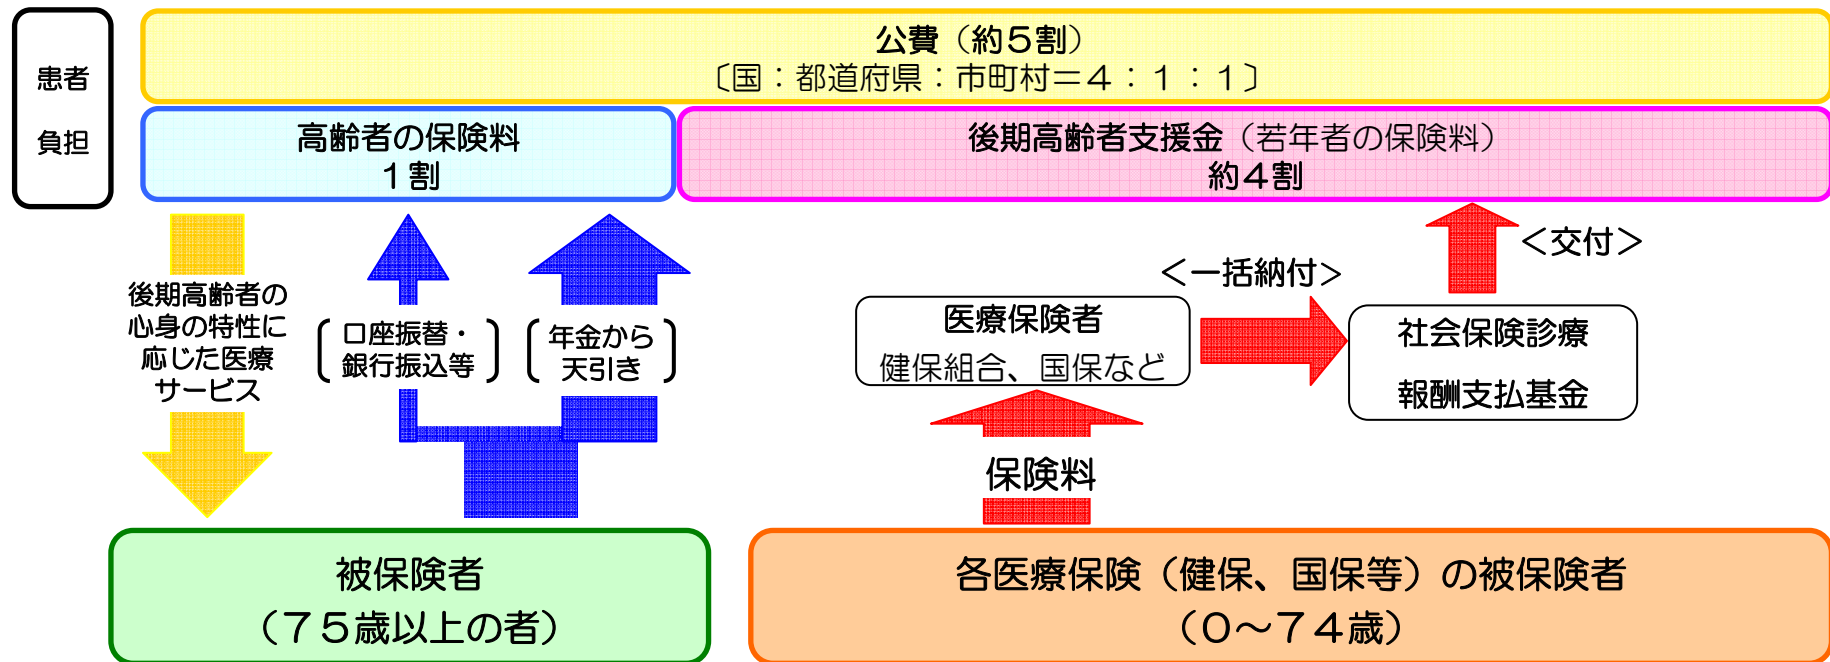 患者
負担
公費（約５割）
〔国：都道府県：市町村＝４：１：１〕
高齢者の保険料
１割
後期高齢者支援金（若年者の保険料）
約４割
後期高齢者の
心身の特性に
応じた医療
サービス
口座振替・
銀行振込等
年金から
天引き
＜交付＞
＜一括納付＞
医療保険者
健保組合、国保など
社会保険診療
報酬支払基金
保険料
被保険者
（７５歳以上の者）
各医療保険（健保、国保等）の被保険者
（０～７４歳）